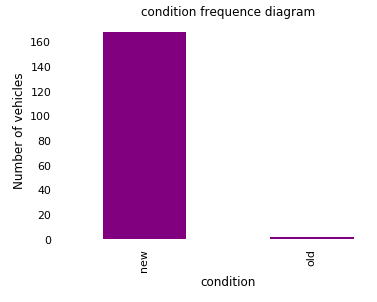 condition frequence diagram
Number of vehicles
160
140
120
100
80
60
40
20
0
new
old
condition